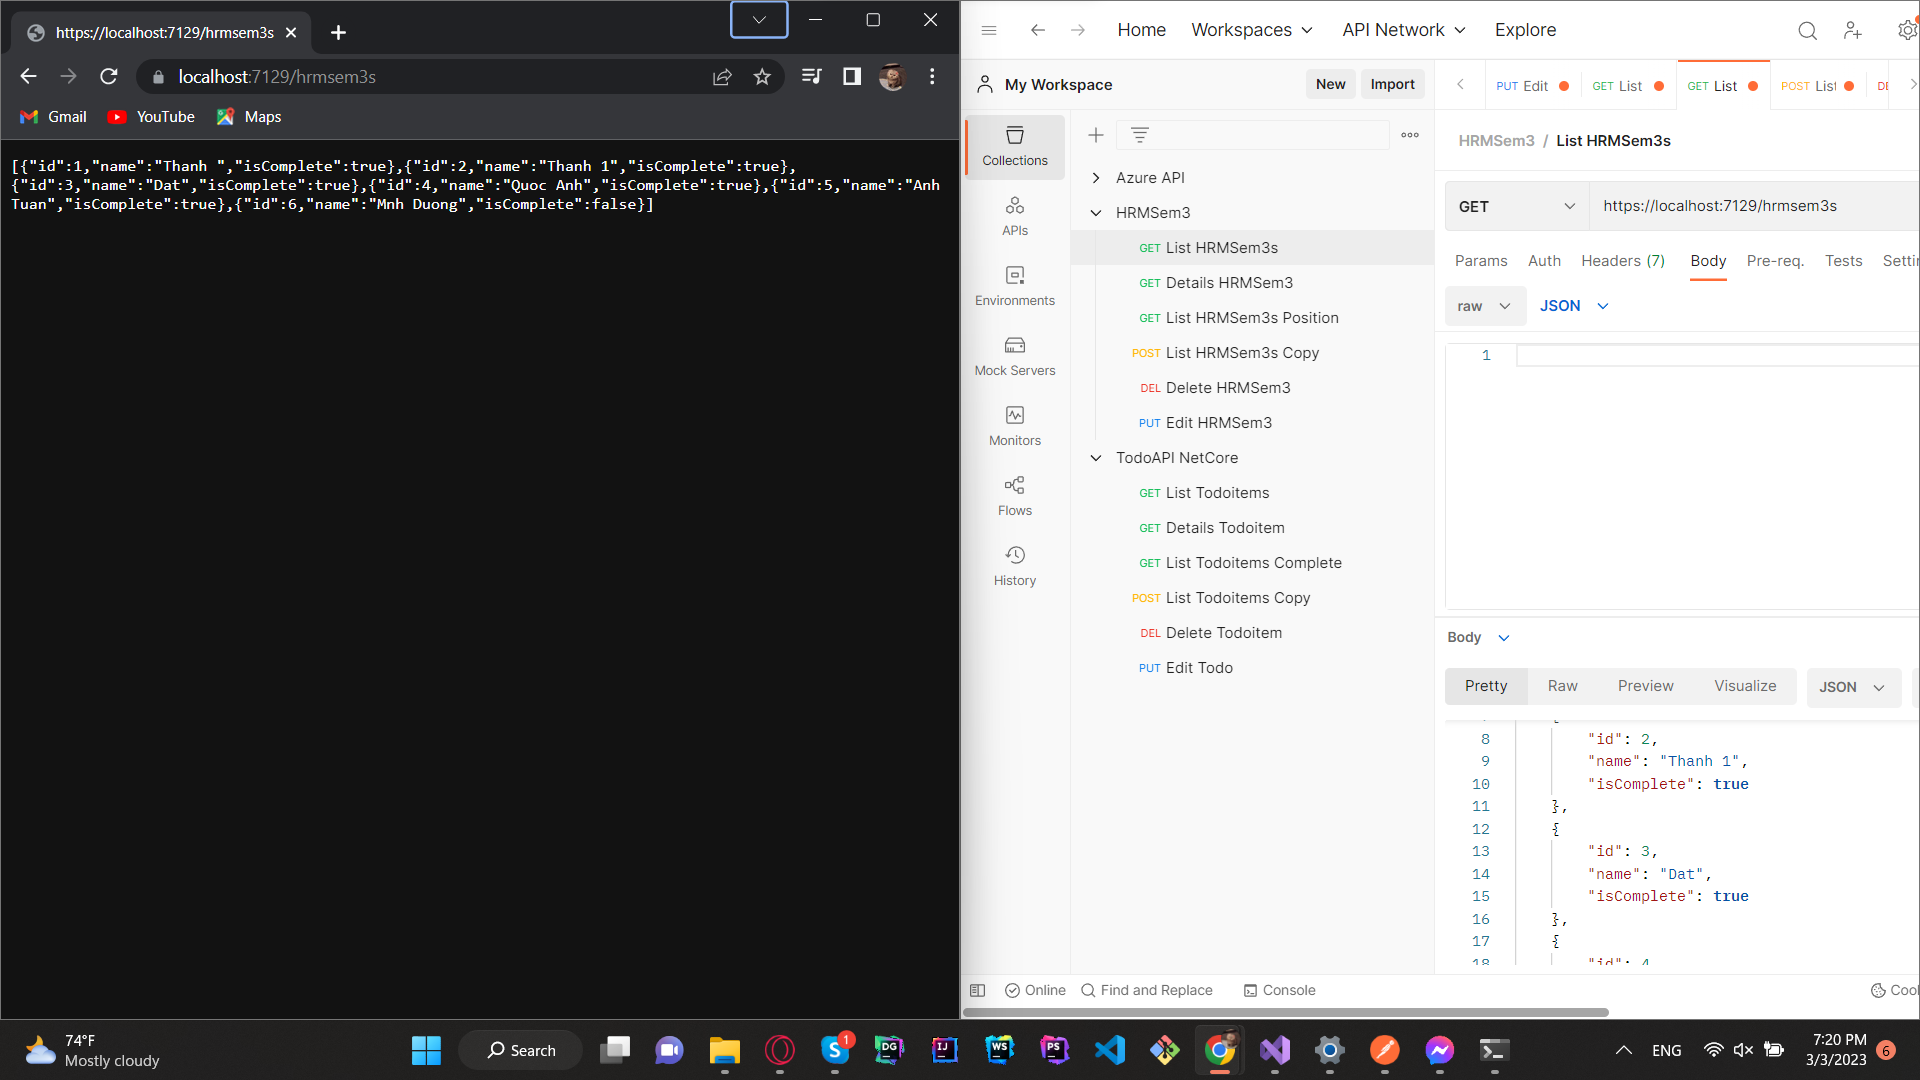 https://localhost:7129/hrmsem3s
localhost:7129/hrmsem3s
Gmail YouTube Maps
[{"id":1,"name":"Thanh ","isComplete":true},{"id":2,"name":"Thanh 1","isComplete":true},
{"id":3,"name":"Dat","isComplete":true},{"id":4,"name":"Quoc Anh","isComplete":true},{"id":5,"name":"Anh
Tuan","isComplete":true},{"id":6,"name":"Mnh Duong","isComplete":false}]
Home Workspaces API Network Explore
My Workspace New Import
PUT Edit GET List GET List POST List DE
Collections
APIs
Environments
Mock Servers
Monitors
Flows
History
Azure API
HRMSem3
GET List HRMSem3s
GET Details HRMSem3
GET List HRMSem3s Position
POST List HRMSem3s Copy
DEL Delete HRMSem3
PUT Edit HRMSem3
TodoAPI NetCore
GET List Todoitems
GET Details Todoitem
GET List Todoitems Complete
POST List Todoitems Copy
DEL Delete Todoitem
PUT Edit Todo
HRMSem3 / List HRMSem3s
GET https://localhost:7129/hrmsem3s
Params Auth Headers (7) Body Pre-req. Tests Setti
raw JSON
1
Body
Pretty Raw Preview Visualize JSON
8 "id": 2,
9 "name": "Thanh 1",
10 "isComplete": true
11 },
12 {
13 "id": 3,
14 "name": "Dat",
15 "isComplete": true
16 },
17 {
18 "id": 4
Online Find and Replace Console Cool
74°F
Mostly cloudy
Search
1
DG
IJ
WS
PS
ENG
7:20 PM
3/3/2023
6